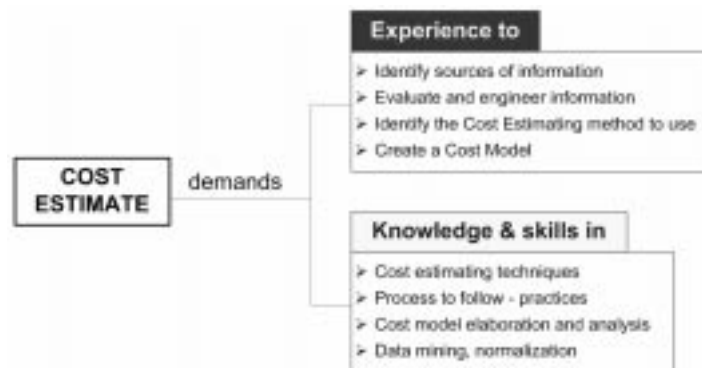 Experience to
➢ Identify sources of information
➢ Evaluate and engineer information
➢ Identify the Cost Estimating method to use
➢ Create a Cost Model
COST
ESTIMATE
demands
Knowledge & skills in
➢ Cost estimating techniques
➢ Process to follow - practices
➢ Cost model elaboration and analysis
➢ Data mining, normalization